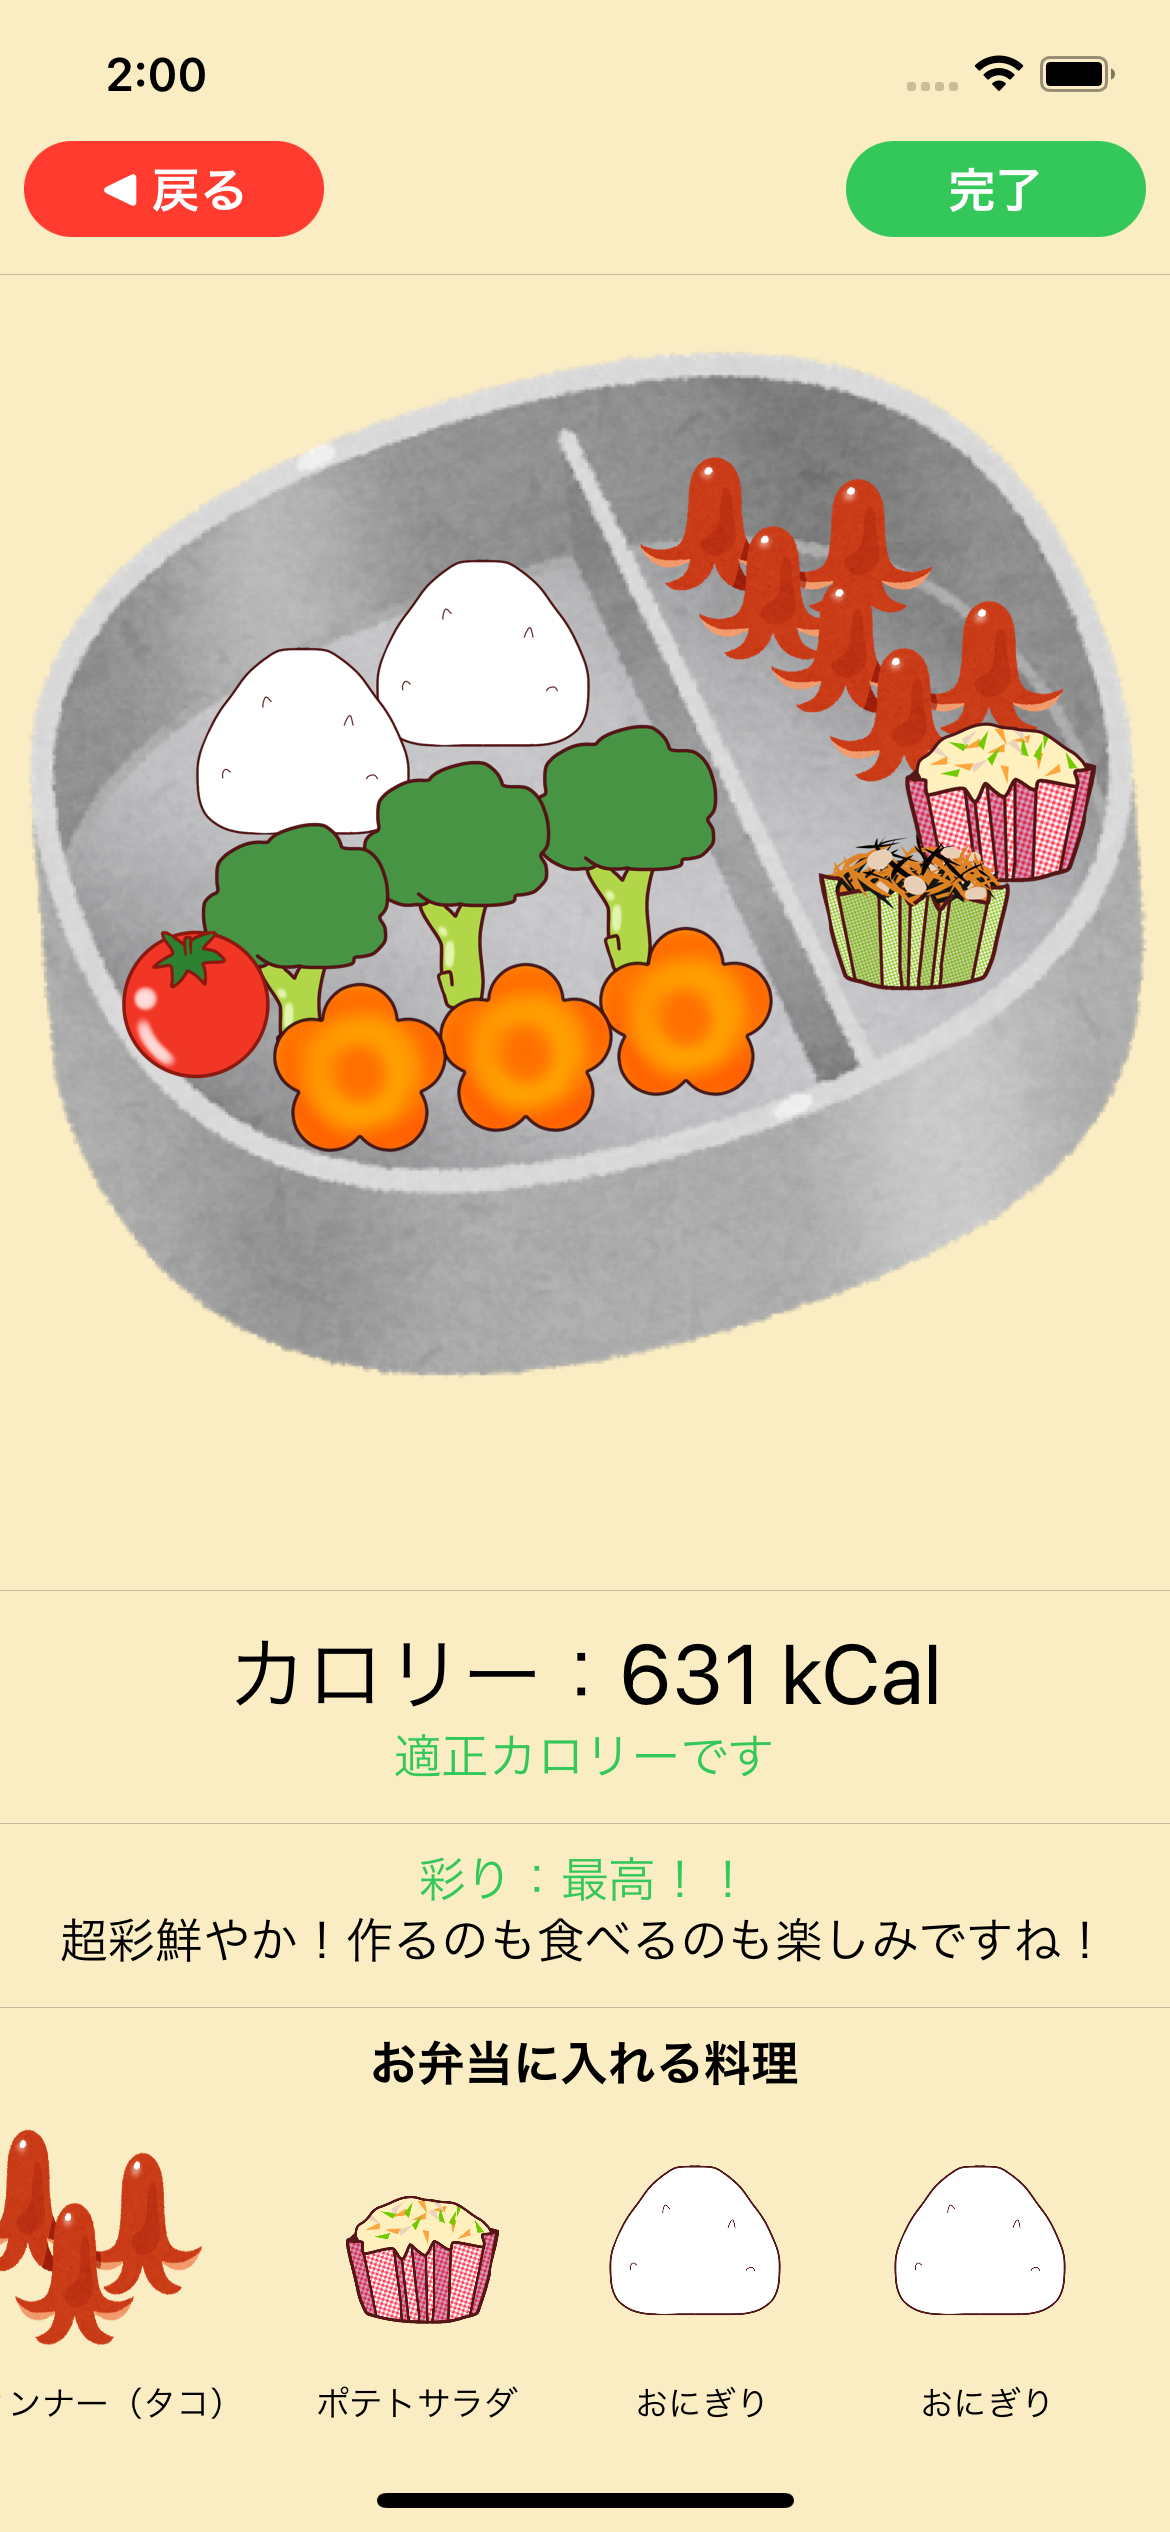 2:00
◀ 戻る
完了
カロリー：631 kCal
適正カロリーです
彩り：最高！！
超彩鮮やか！作るのも食べるのも楽しみですね！
お弁当に入れる料理
ンナー（タコ）
ポテトサラダ
おにぎり
おにぎり